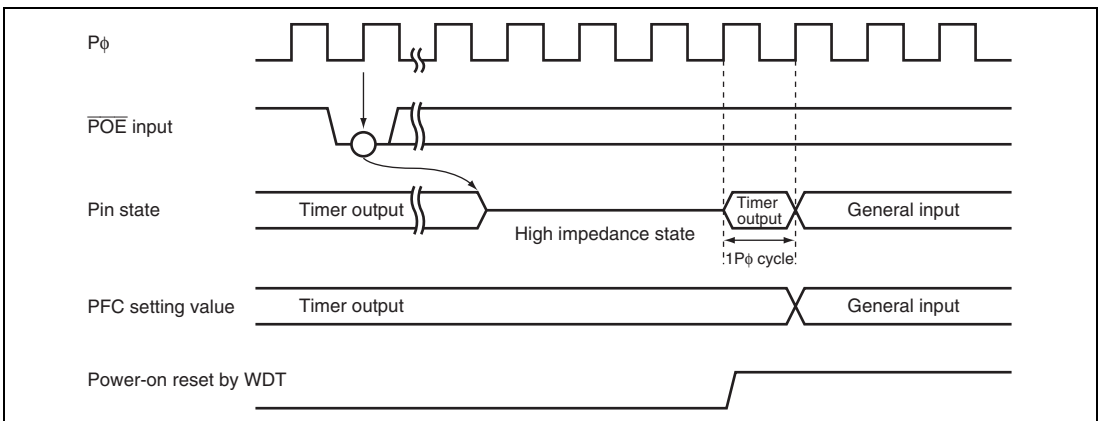 Pϕ
POE input
Pin state
Timer output
High impedance state
Timer
output
General input
1Pϕ cycle
PFC setting value
Timer output
General input
Power-on reset by WDT